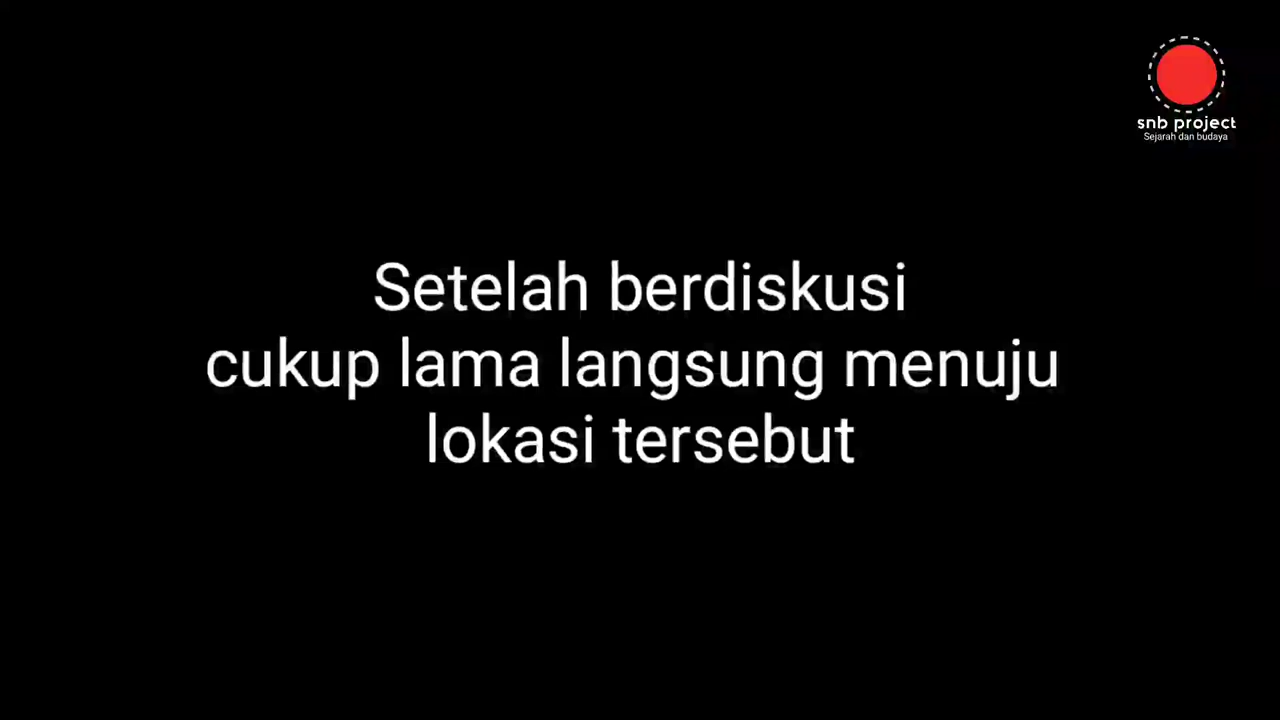 snb project
Sejarah dan budaya
Setelah berdiskusi
cukup lama langsung menuju
lokasi tersebut